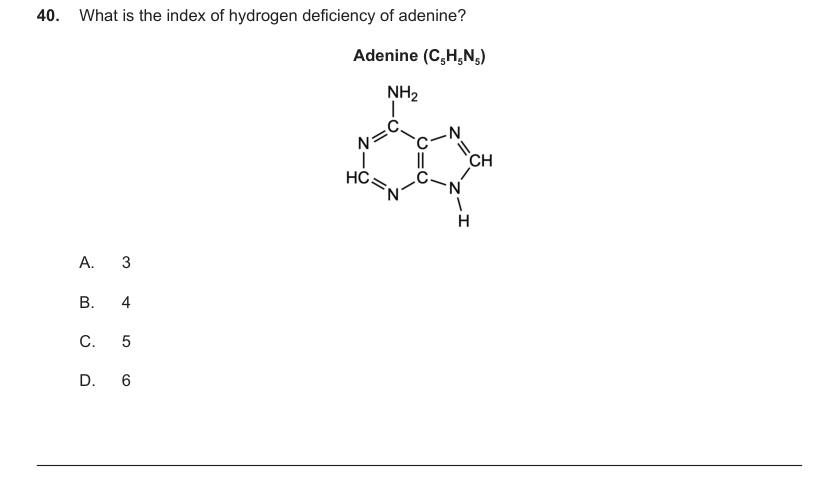 40. What is the index of hydrogen deficiency of adenine?
Adenine (C₅H₅N₅)
NH₂
C
N
N
C
CH
HC
C
N
N
H
A. 3
B. 4
C. 5
D. 6